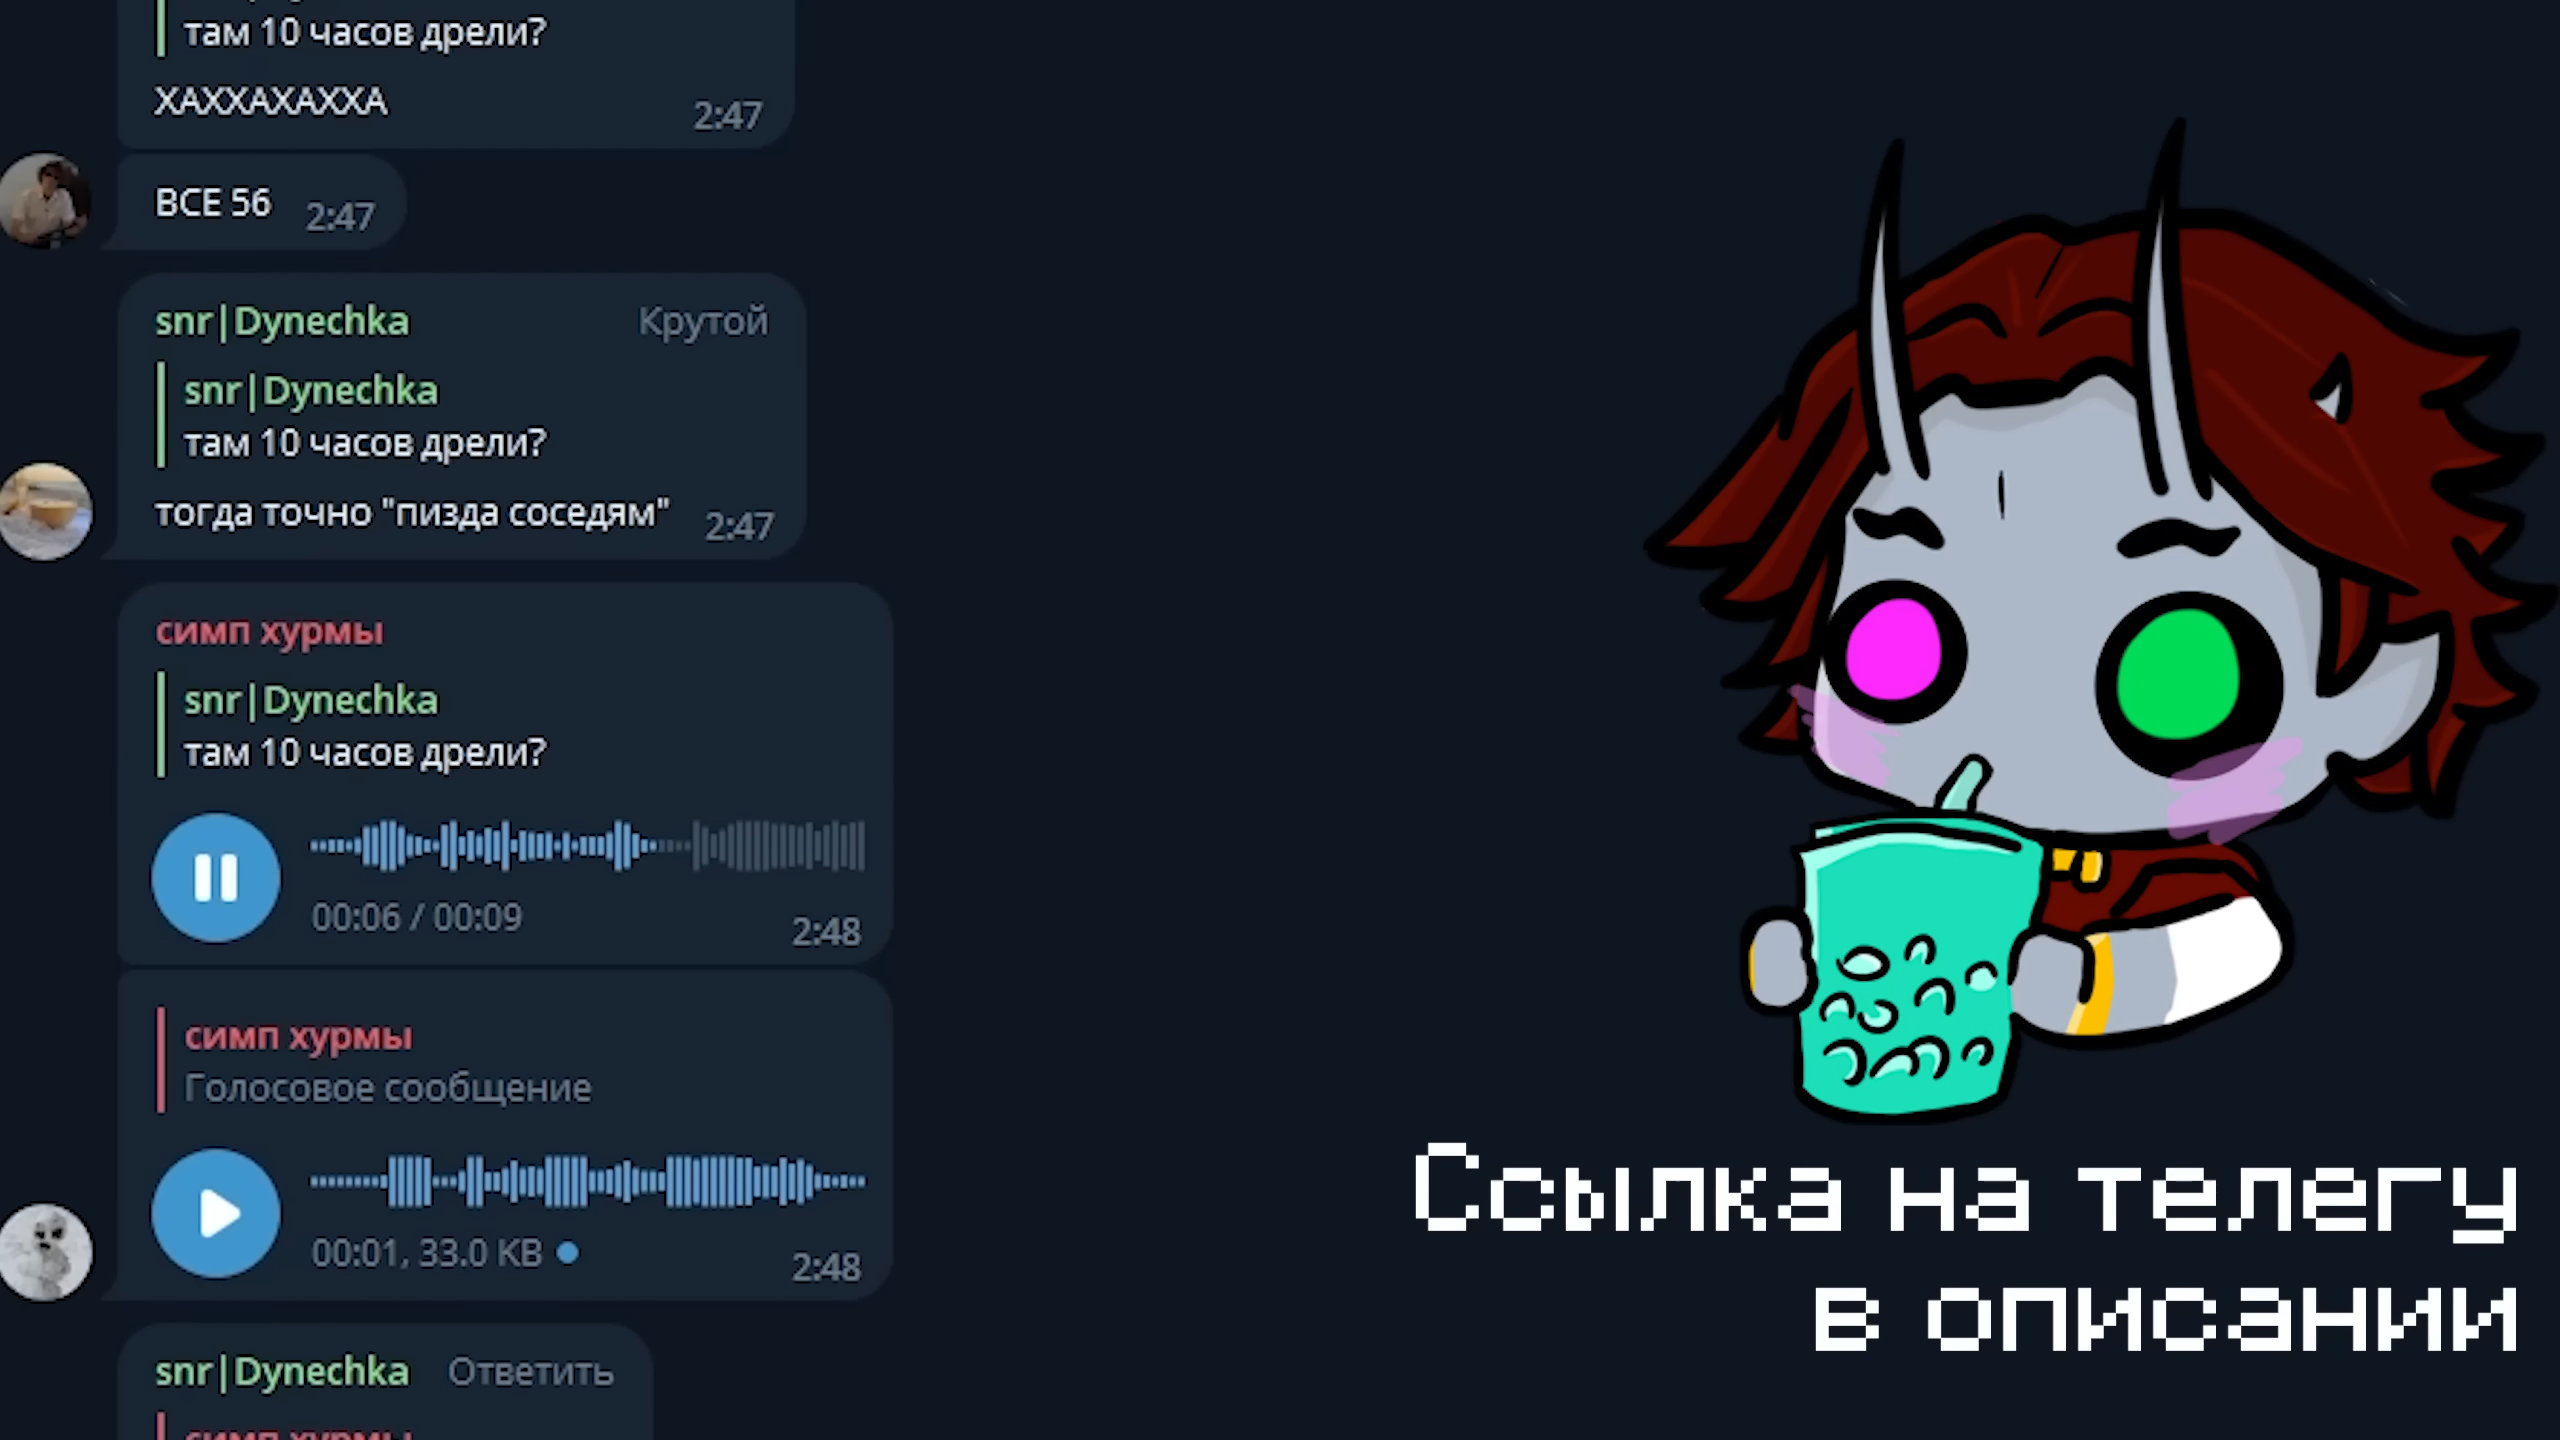 там 10 часов дрели?
ХАХХАХАХХА
2:47
ВСЕ 56 2:47
snr|Dynechka Крутой
snr|Dynechka
там 10 часов дрели?
тогда точно "пизда соседям" 2:47
симп хурмы
snr|Dynechka
там 10 часов дрели?
00:06 / 00:09
2:48
симп хурмы
Голосовое сообщение
00:01, 33.0 KB
2:48
snr|Dynechka Ответить
симп хурмы
Ссылка на телегу
в описании